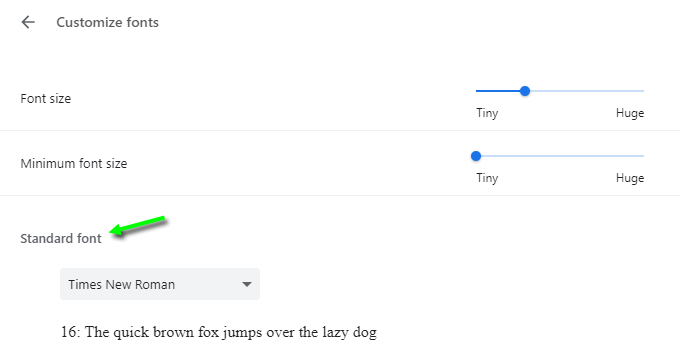 Customize fonts
Font size
Tiny Huge
Minimum font size
Tiny Huge
Standard font
Times New Roman
16: The quick brown fox jumps over the lazy dog